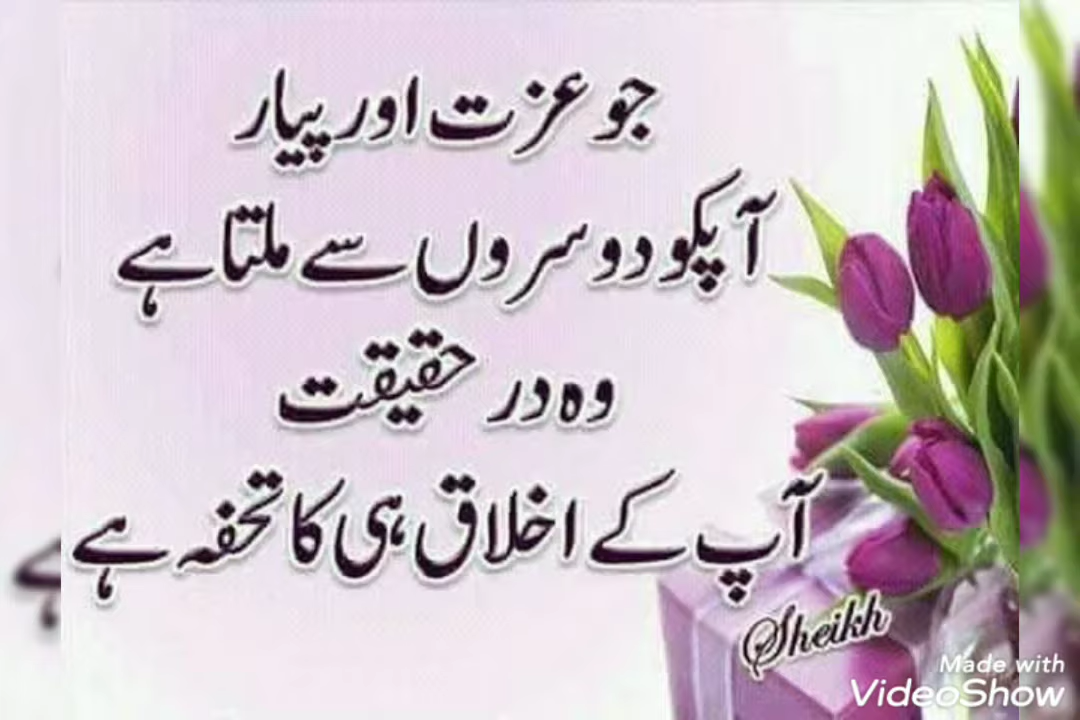 جو عزت اور پیار
آپکو دوسروں سے ملتا ہے
وہ در حقیقت
آپ کے اخلاق ہی کا تحفہ ہے
Sheikh
Made with
VideoShow